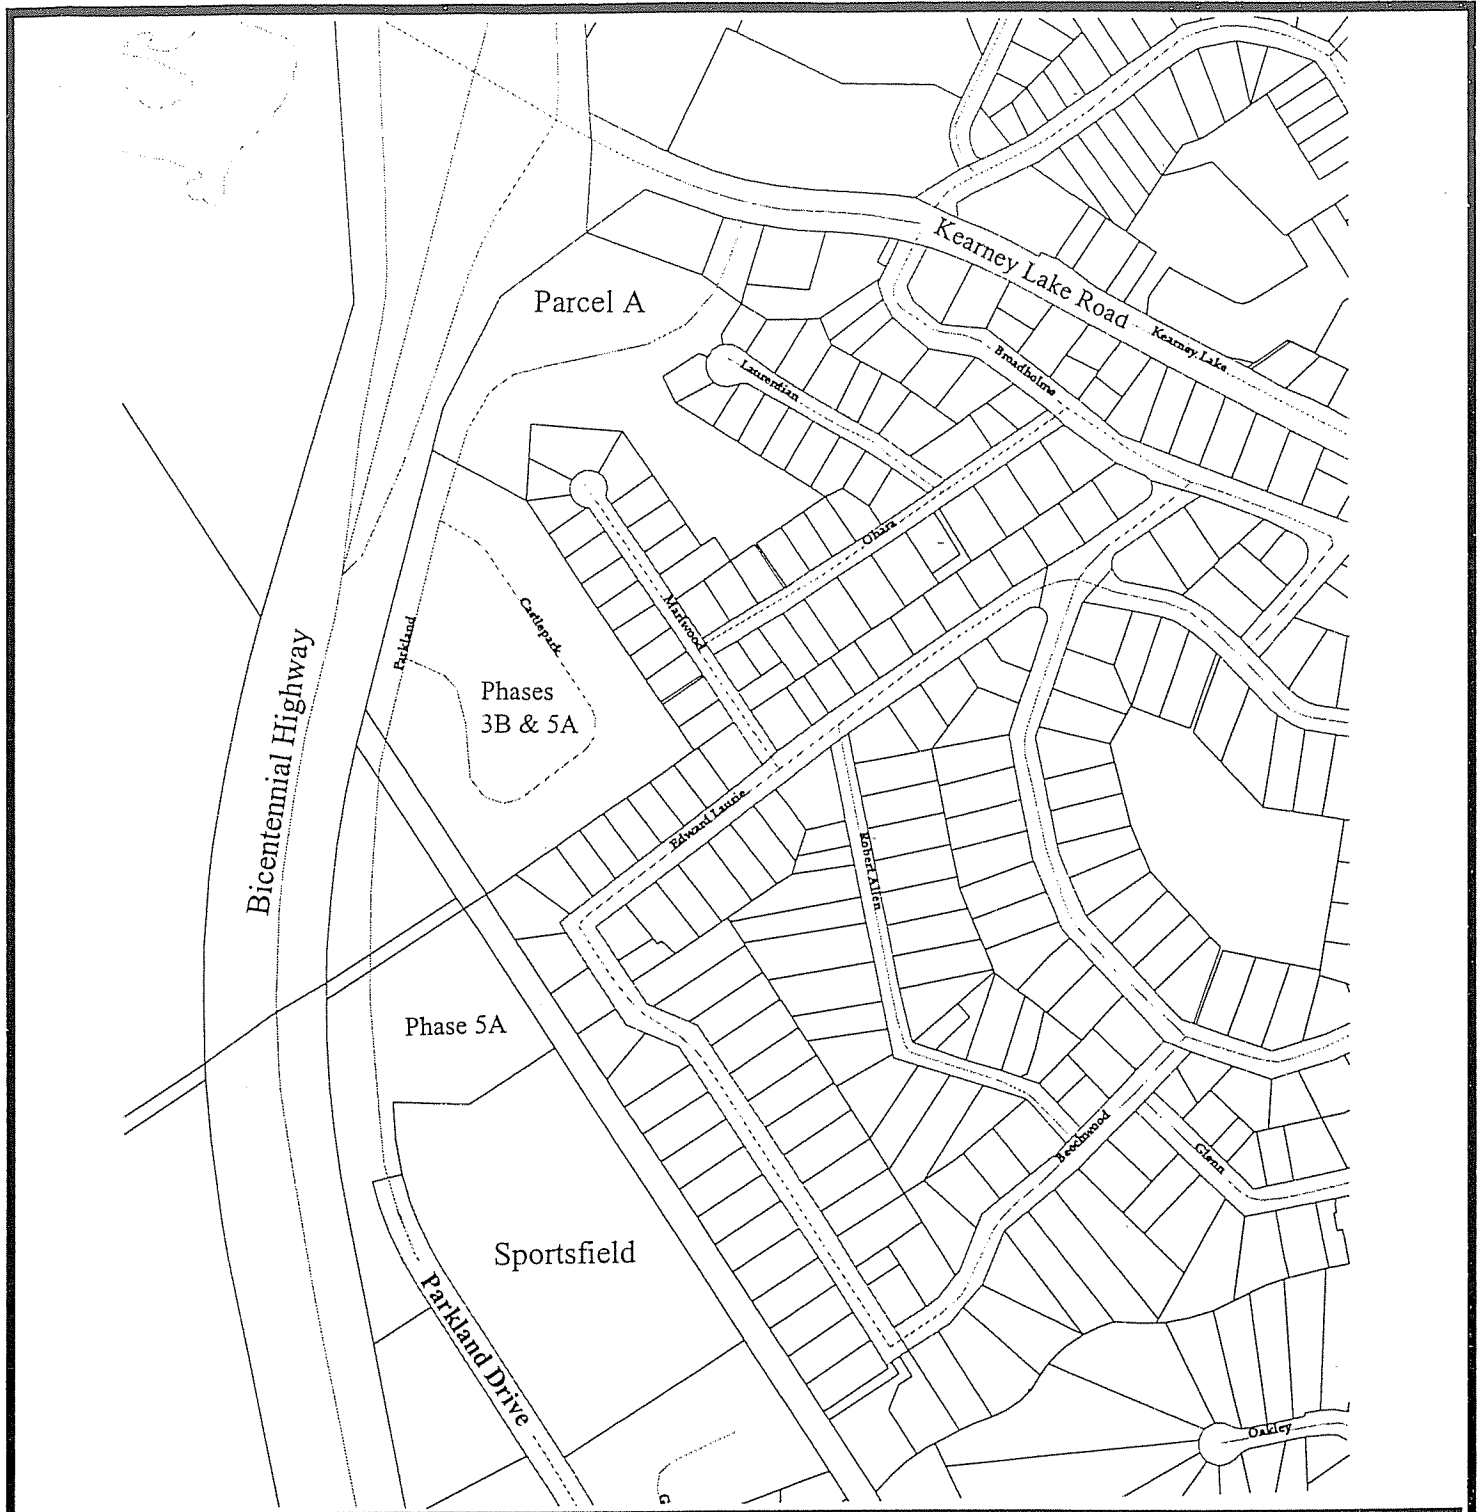 Kearney Lake Road
Kearney Lake
Parcel A
Broadholme
Laurentian
Ohara
Marlwood
Castlepark
Parkland
Phases
3B & 5A
Bicentennial Highway
Edward Laurie
Robert Allen
Phase 5A
Beechwood
Glenn
Sportsfield
Parkland Drive
Oakley
G